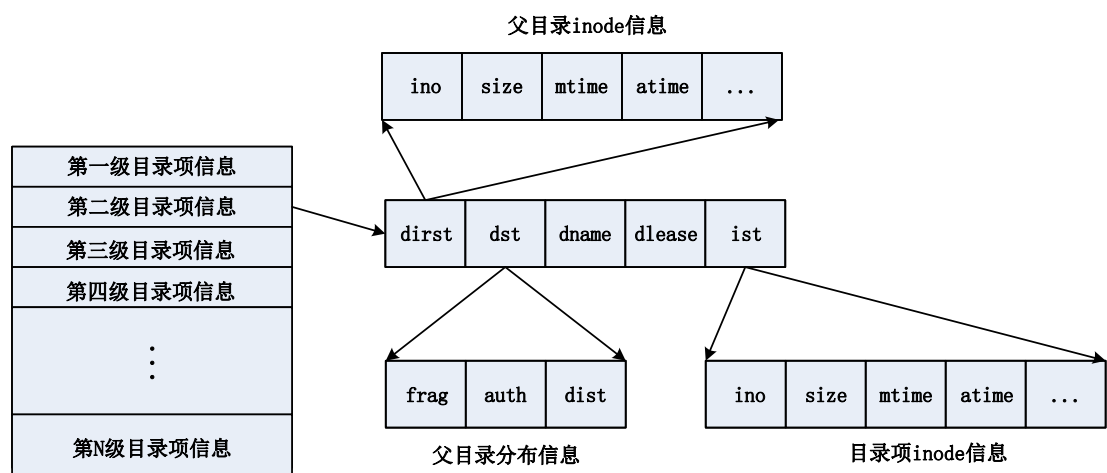 父目录inode信息
ino size mtime atime ...
第一级目录项信息
第二级目录项信息
第三级目录项信息
第四级目录项信息
⋮
第N级目录项信息
dirst dst dname dlease ist
frag auth dist
父目录分布信息
ino size mtime atime ...
目录项inode信息